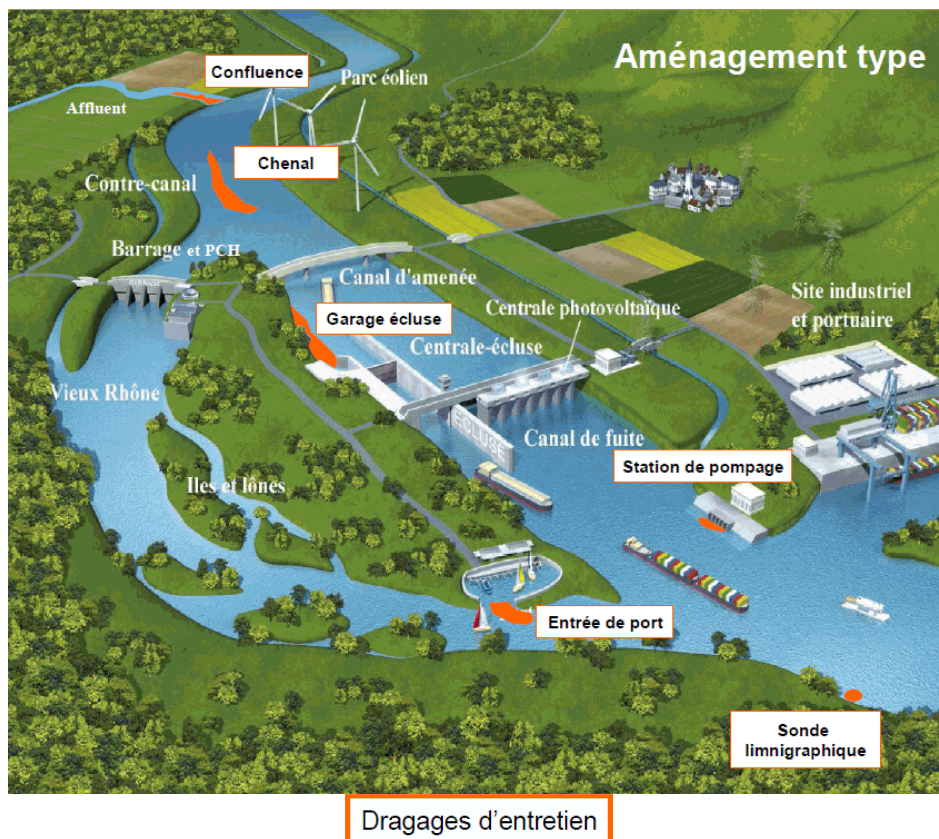 Aménagement type
Confluence
Parc éolien
Affluent
Chenal
Contre-canal
Barrage et PCH
Canal d'amenée
Centrale photovoltaïque
Site industriel
et portuaire
Garage écluse
Centrale-écluse
Vieux Rhône
ECLUSE
Canal de fuite
Station de pompage
Iles et lônes
Entrée de port
Sonde
limnigraphique
Dragages d'entretien